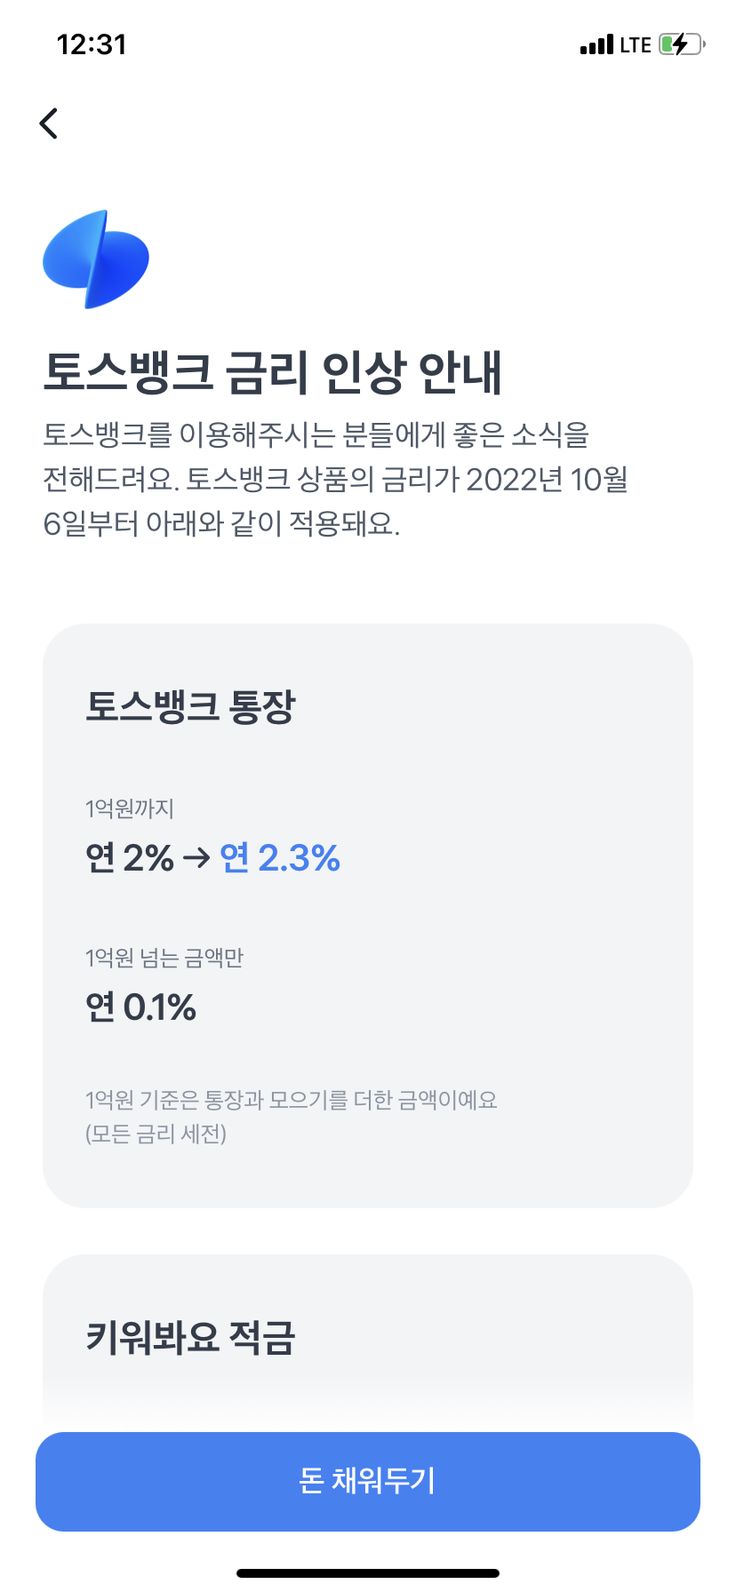 12:31
LTE
토스뱅크 금리 인상 안내
토스뱅크를 이용해주시는 분들에게 좋은 소식을
전해드려요. 토스뱅크 상품의 금리가 2022년 10월
6일부터 아래와 같이 적용돼요.
토스뱅크 통장
1억원까지
연 2% → 연 2.3%
1억원 넘는 금액만
연 0.1%
1억원 기준은 통장과 모으기를 더한 금액이예요
(모든 금리 세전)
키워봐요 적금
돈 채워두기